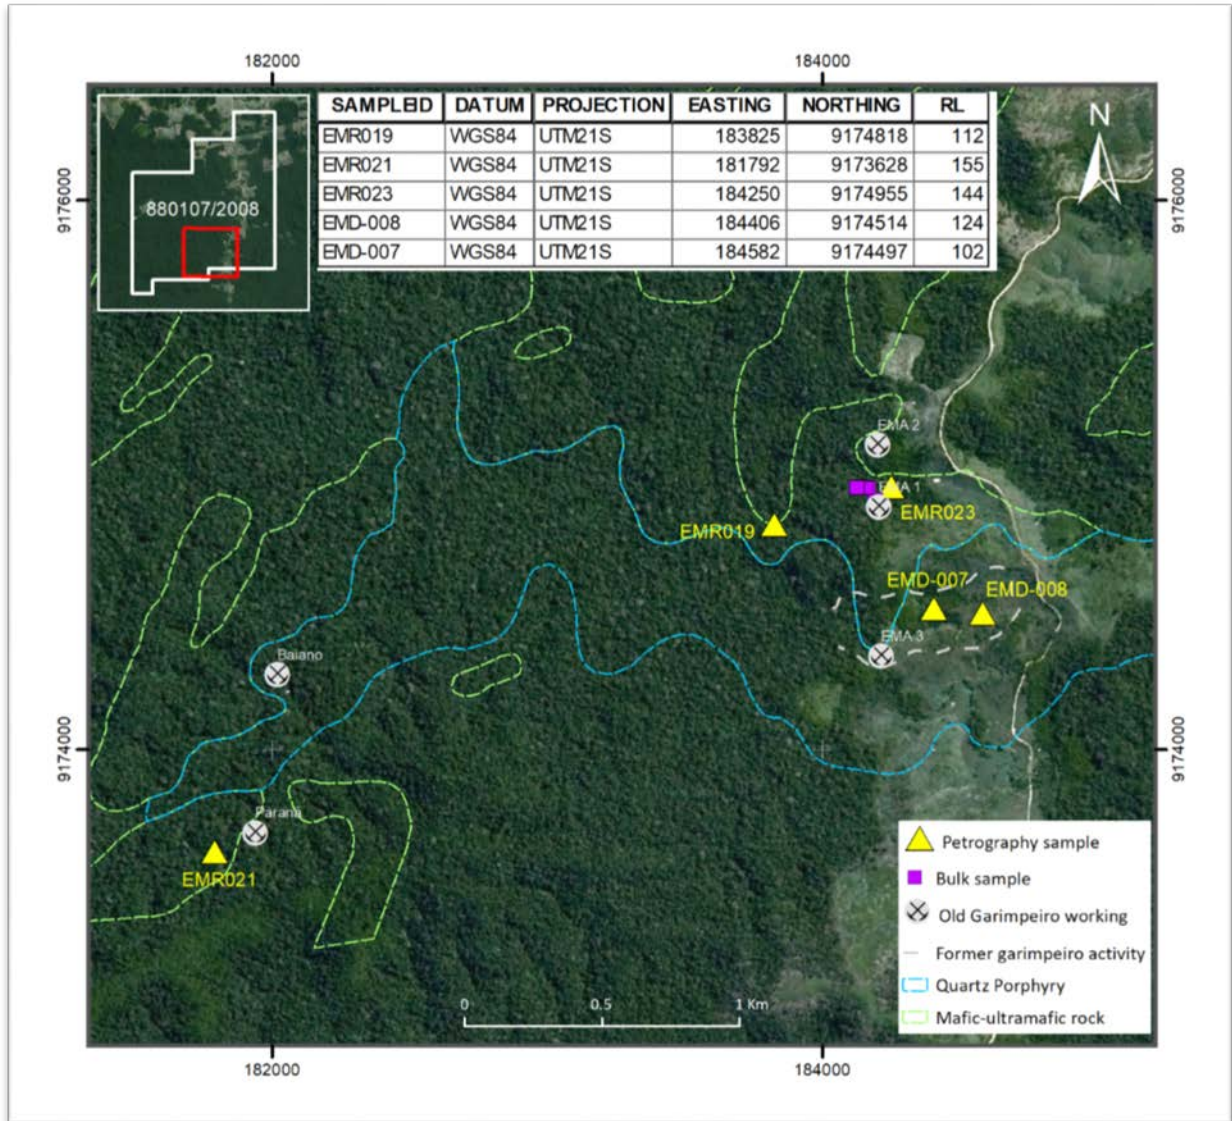 182000 184000
SAMPLEID DATUM PROJECTION EASTING NORTHING RL
EMR019 WGS84 UTM21S 183825 9174818 112
EMR021 WGS84 UTM21S 181792 9173628 155
EMR023 WGS84 UTM21S 184250 9174955 144
EMD-008 WGS84 UTM21S 184406 9174514 124
EMD-007 WGS84 UTM21S 184582 9174497 102
880107/2008
N
9176000 9176000
EMA 2
EMA 1
EMR023
EMR019
EMD-007
EMD-008
EMA 3
Baiano
9174000 9174000
Paraná
EMR021
Petrography sample
Bulk sample
Old Garimpeiro working
Former garimpeiro activity
Quartz Porphyry
Mafic-ultramafic rock
0 0.5 1 Km
182000 184000